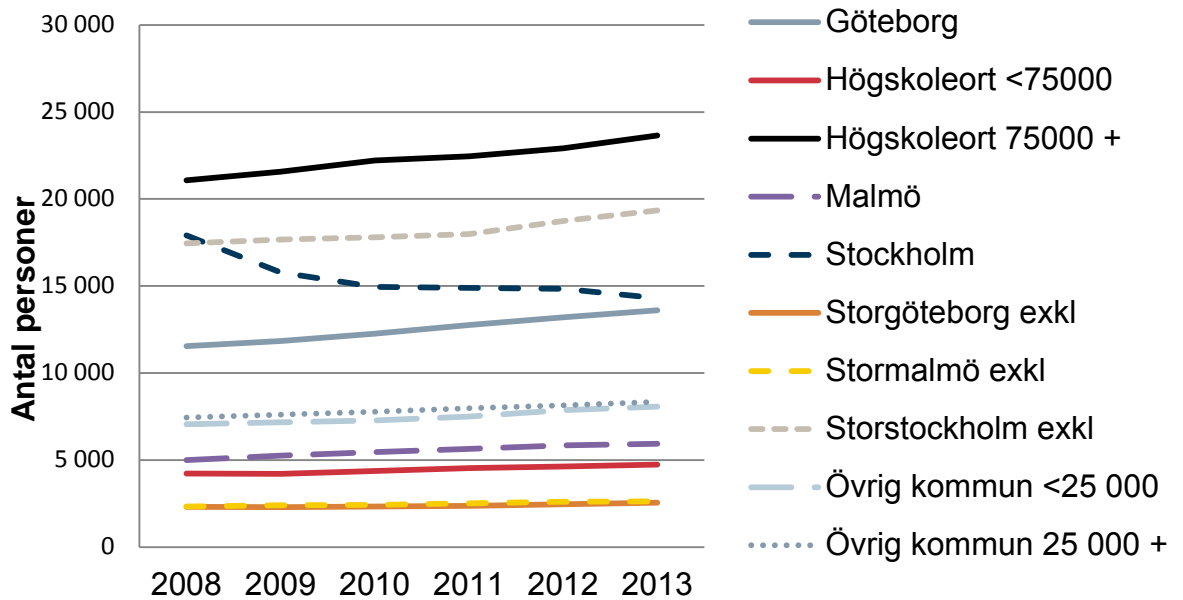 Antal personer
30 000
25 000
20 000
15 000
10 000
5 000
0
2008 2009 2010 2011 2012 2013
Göteborg
Högskoleort <75000
Högskoleort 75000 +
Malmö
Stockholm
Storgöteborg exkl
Stormalmö exkl
Storstockholm exkl
Övrig kommun <25 000
Övrig kommun 25 000 +